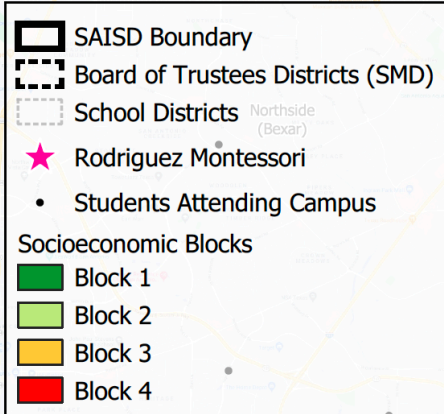 SAISD Boundary
Board of Trustees Districts (SMD)
School Districts
Northside
(Bexar)
Rodriguez Montessori
Students Attending Campus
Socioeconomic Blocks
Block 1
Block 2
Block 3
Block 4